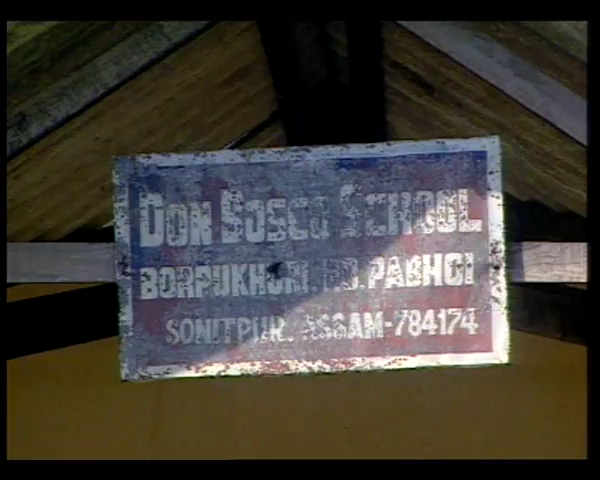 DON BOSCO SCHOOL
BORPUKHURI. P.O. PABHOI
SONITPUR. ASSAM-784174